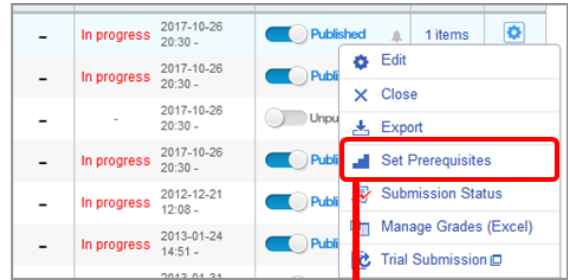 – In progress 2017-10-26 20:30 - Published 1 items
Edit
– In progress 2017-10-26 20:30 - Publi
Close
– - 2017-10-26 20:30 - Unpu
Export
– In progress 2017-10-26 20:30 - Publi
Set Prerequisites
– In progress 2012-12-21 12:08 - Publi
Submission Status
Manage Grades (Excel)
– In progress 2013-01-24 14:51 - Publi
Trial Submission
2013-01-31